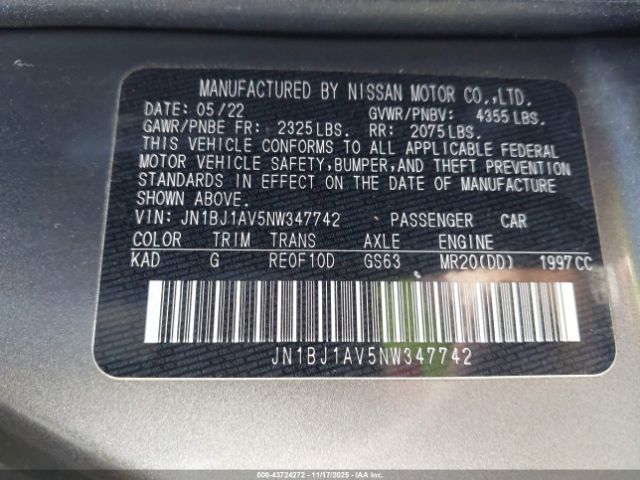 MANUFACTURED BY NISSAN MOTOR CO.,LTD.
DATE: 05/22 GVWR/PNBV: 4355 LBS.
GAWR/PNBE FR: 2325 LBS. RR: 2075 LBS.
THIS VEHICLE CONFORMS TO ALL APPLICABLE FEDERAL
MOTOR VEHICLE SAFETY, BUMPER, AND THEFT PREVENTION
STANDARDS IN EFFECT ON THE DATE OF MANUFACTURE
SHOWN ABOVE.
VIN: JN1BJ1AV5NW347742 PASSENGER CAR
COLOR TRIM TRANS AXLE ENGINE
KAD G RE0F10D GS63 MR20(DD) 1997CC
JN1BJ1AV5NW347742
000-43724272 - 11/17/2025 - IAAI.COM